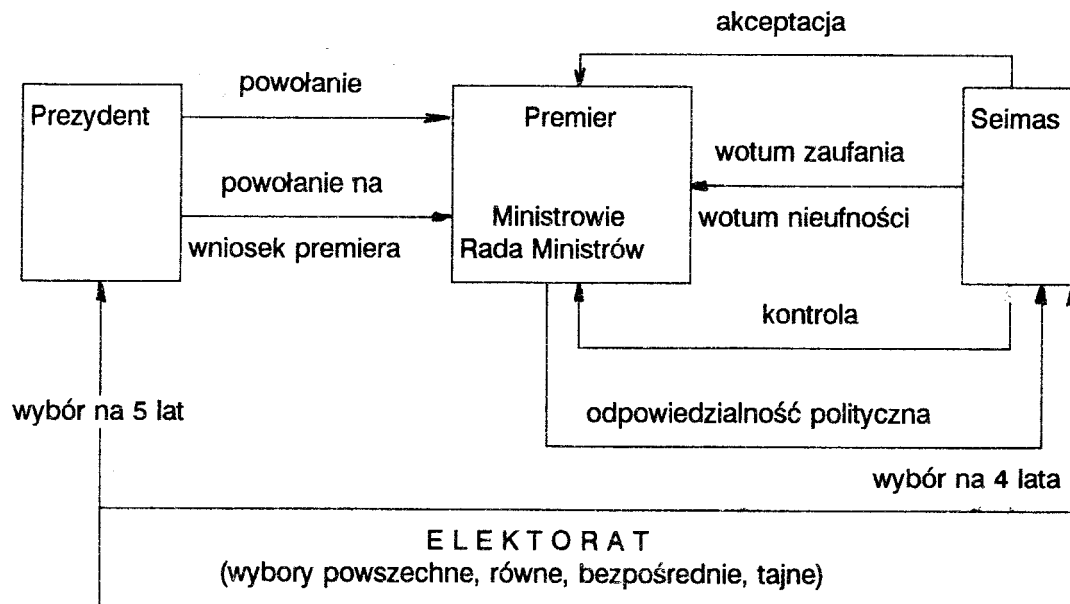 akceptacja
powołanie
Prezydent
Premier
Seimas
wotum zaufania
powołanie na
wotum nieufności
Ministrowie
Rada Ministrów
wniosek premiera
kontrola
wybór na 5 lat
odpowiedzialność polityczna
wybór na 4 lata
ELEKTORAT
(wybory powszechne, równe, bezpośrednie, tajne)